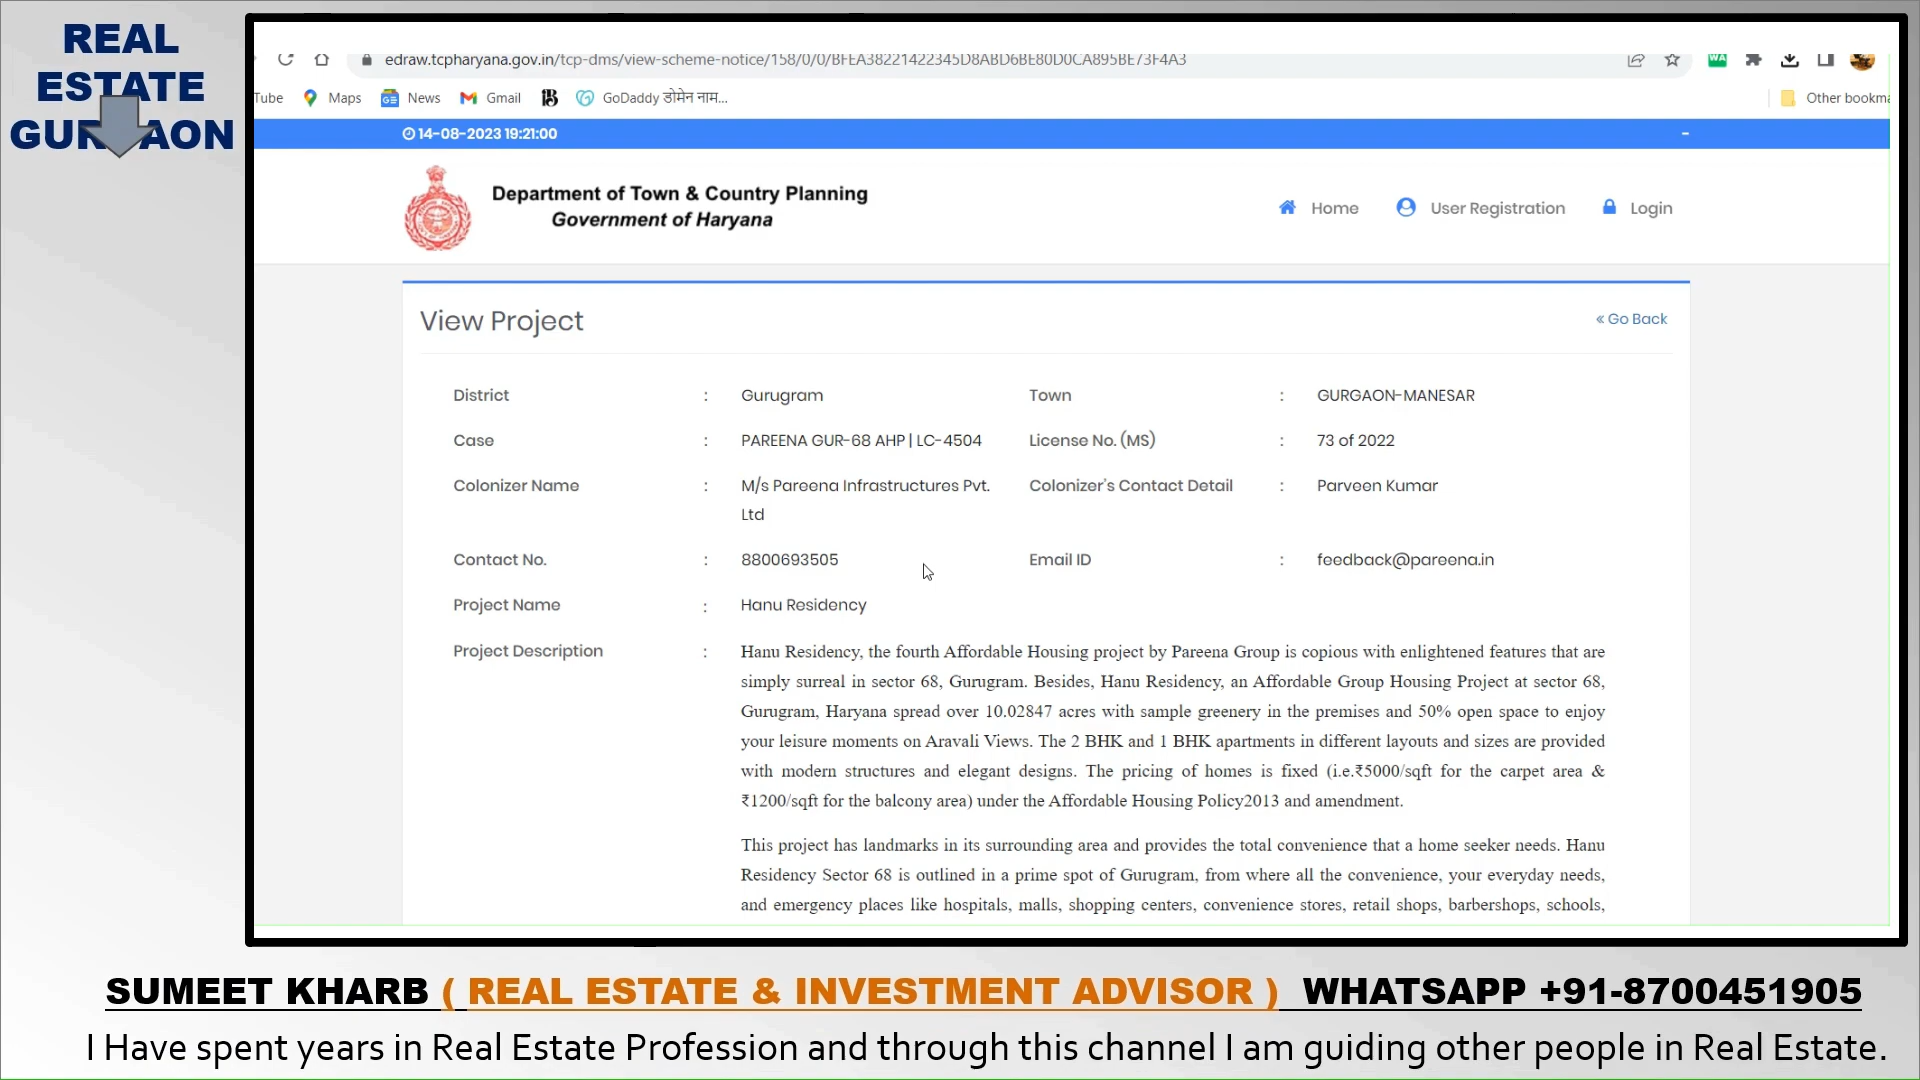 REAL
ESTATE
GURGAON
edraw.tcpharyana.gov.in/tcp-dms/view-scheme-notice/158/0/0/BFEA38221422345D8ABD6BE80D0CA895BE73F4A3
WA
Tube Maps GE News Gmail GoDaddy डोमेन नाम... Other bookma
14-08-2023 19:21:00 -
Department of Town & Country Planning
Government of Haryana
Home User Registration Login
View Project « Go Back
District : Gurugram Town : GURGAON-MANESAR
Case : PAREENA GUR-68 AHP | LC-4504 License No. (MS) : 73 of 2022
Colonizer Name : M/s Pareena Infrastructures Pvt. Colonizer's Contact Detail : Parveen Kumar
Ltd
Contact No. : 8800693505 Email ID : feedback@pareena.in
Project Name : Hanu Residency
Project Description : Hanu Residency, the fourth Affordable Housing project by Pareena Group is copious with enlightened features that are
simply surreal in sector 68, Gurugram. Besides, Hanu Residency, an Affordable Group Housing Project at sector 68,
Gurugram, Haryana spread over 10.02847 acres with sample greenery in the premises and 50% open space to enjoy
your leisure moments on Aravali Views. The 2 BHK and 1 BHK apartments in different layouts and sizes are provided
with modern structures and elegant designs. The pricing of homes is fixed (i.e.₹5000/sqft for the carpet area &
₹1200/sqft for the balcony area) under the Affordable Housing Policy2013 and amendment.
This project has landmarks in its surrounding area and provides the total convenience that a home seeker needs. Hanu
Residency Sector 68 is outlined in a prime spot of Gurugram, from where all the convenience, your everyday needs,
and emergency places like hospitals, malls, shopping centers, convenience stores, retail shops, barbershops, schools,
SUMEET KHARB ( REAL ESTATE & INVESTMENT ADVISOR ) WHATSAPP +91-8700451905
I Have spent years in Real Estate Profession and through this channel I am guiding other people in Real Estate.